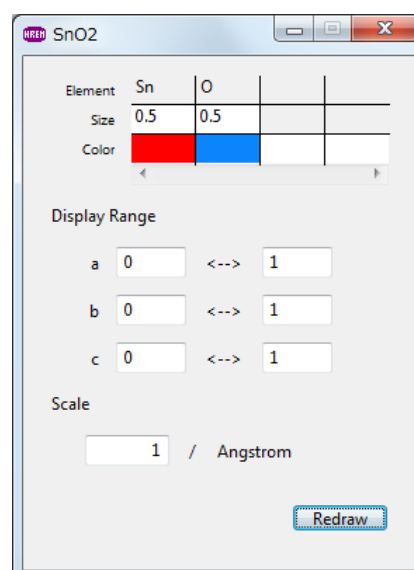 HREM SnO2
Element Sn O
Size 0.5 0.5
Color
Display Range
a 0 <--> 1
b 0 <--> 1
c 0 <--> 1
Scale
1 / Angstrom
Redraw